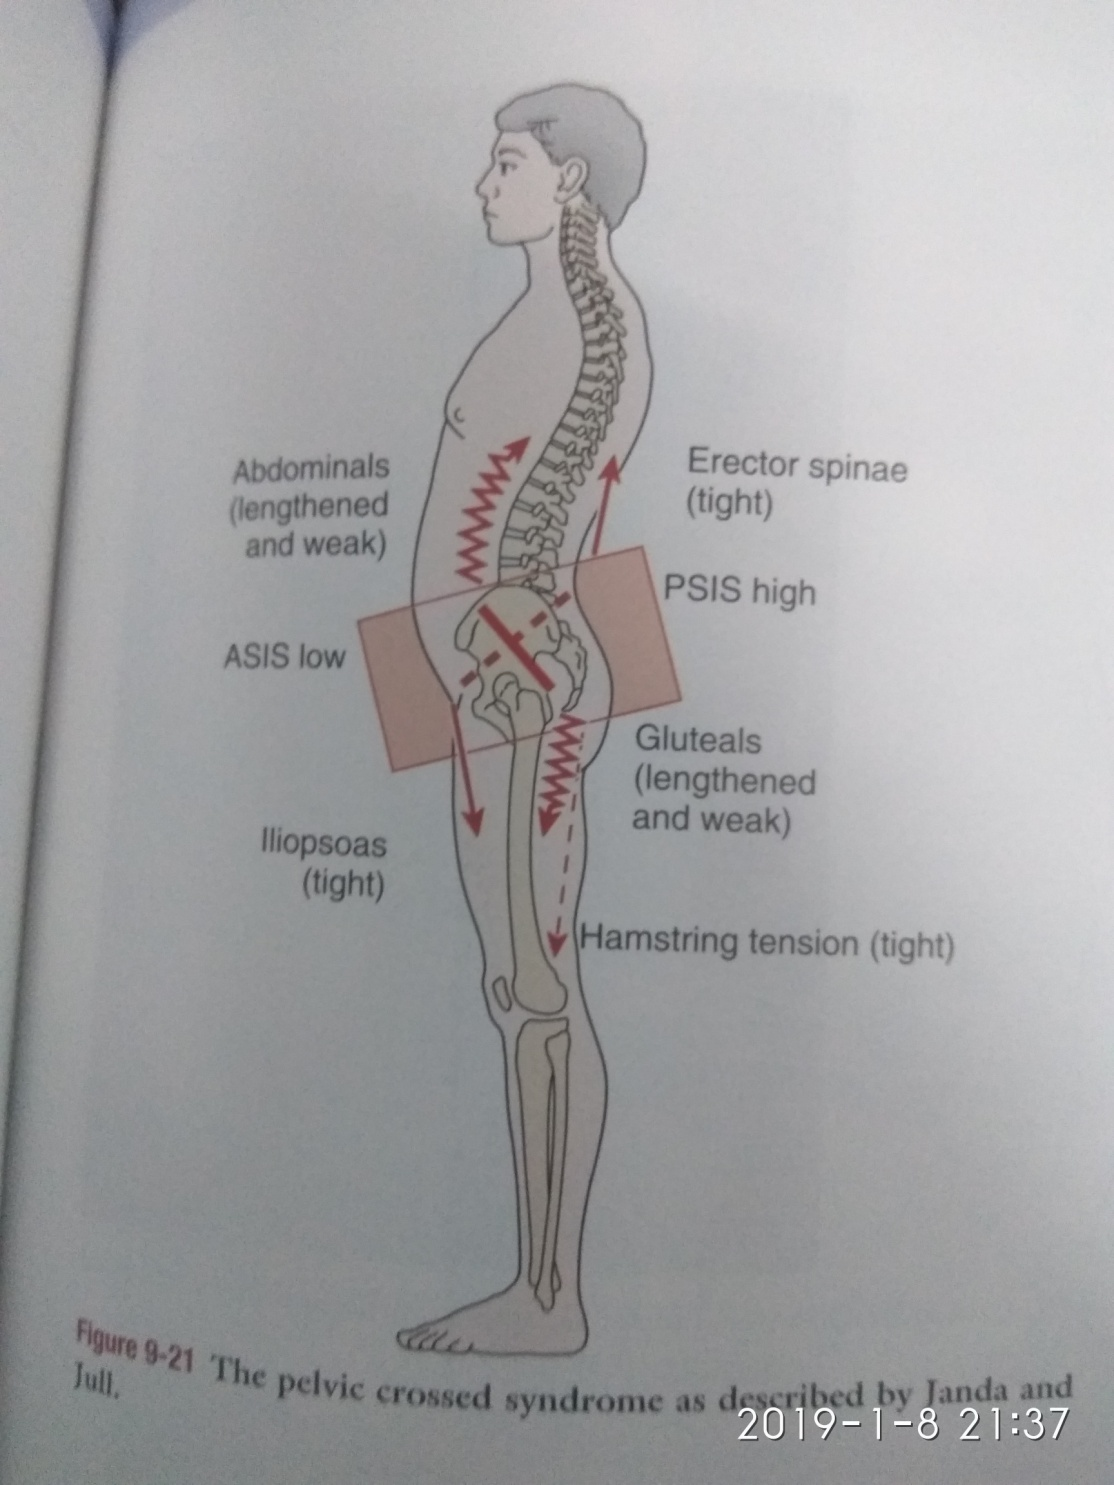 Abdominals
(lengthened
and weak)
Erector spinae
(tight)
PSIS high
ASIS low
Gluteals
(lengthened
and weak)
Iliopsoas
(tight)
Hamstring tension (tight)
Figure 9-21 The pelvic crossed syndrome as described by Janda and
Jull.
2019-1-8 21:37